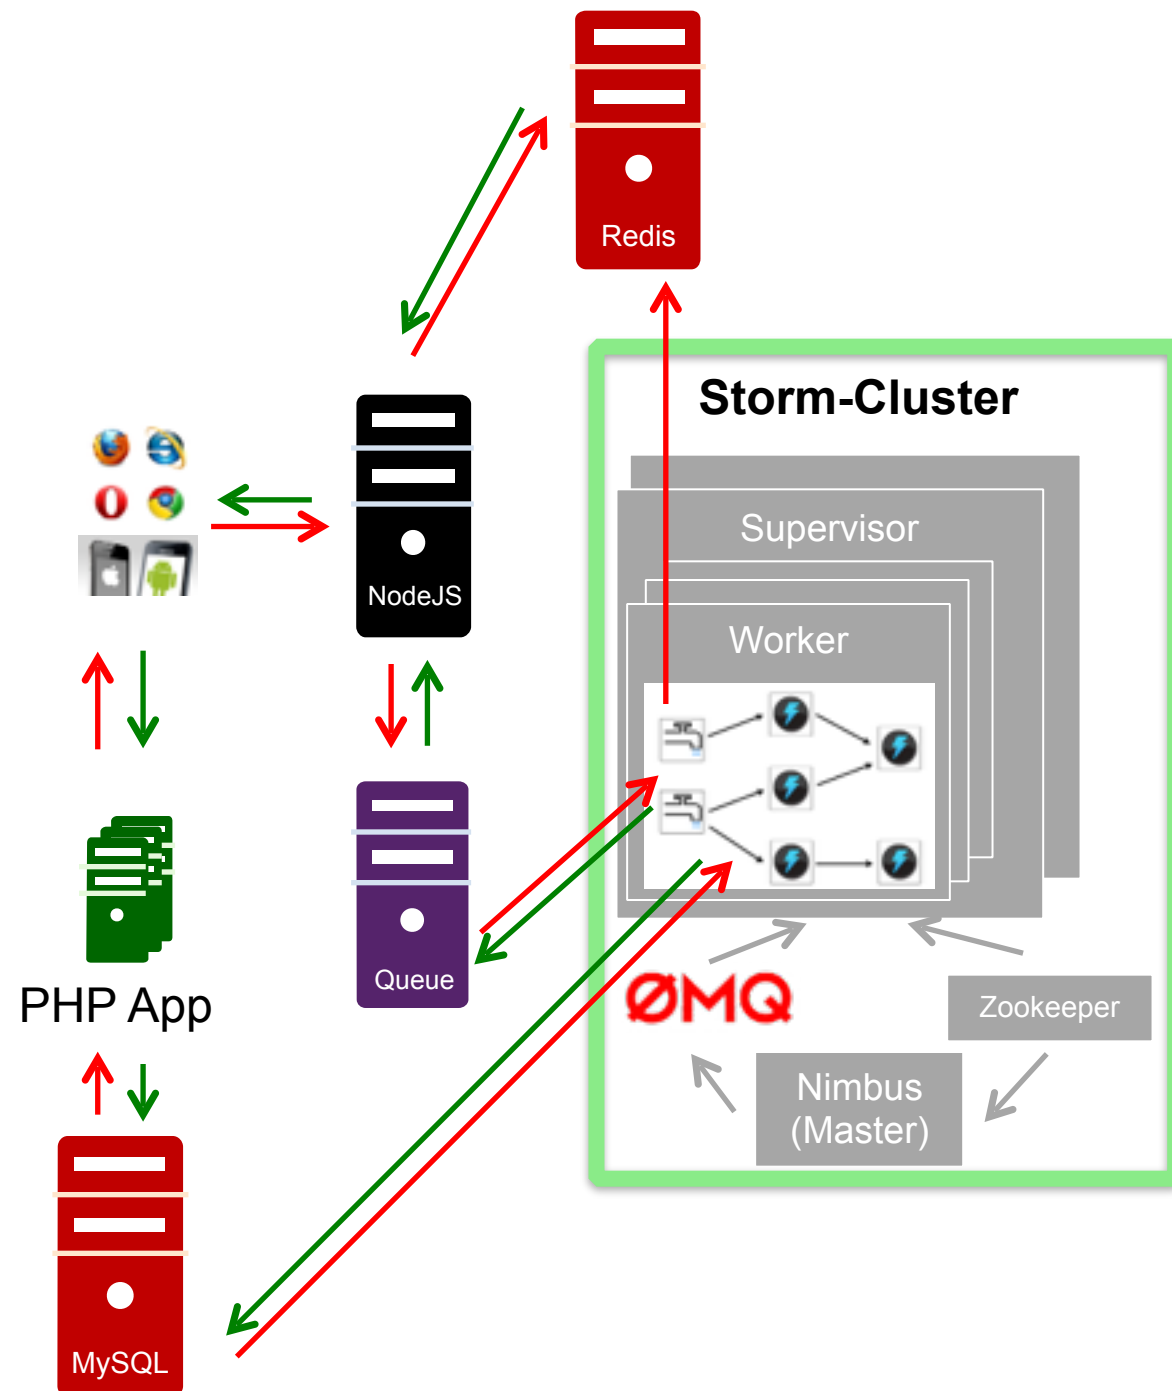 Redis
Storm-Cluster
Supervisor
NodeJS
Worker
Queue
PHP App
ØMQ
Zookeeper
Nimbus
(Master)
MySQL